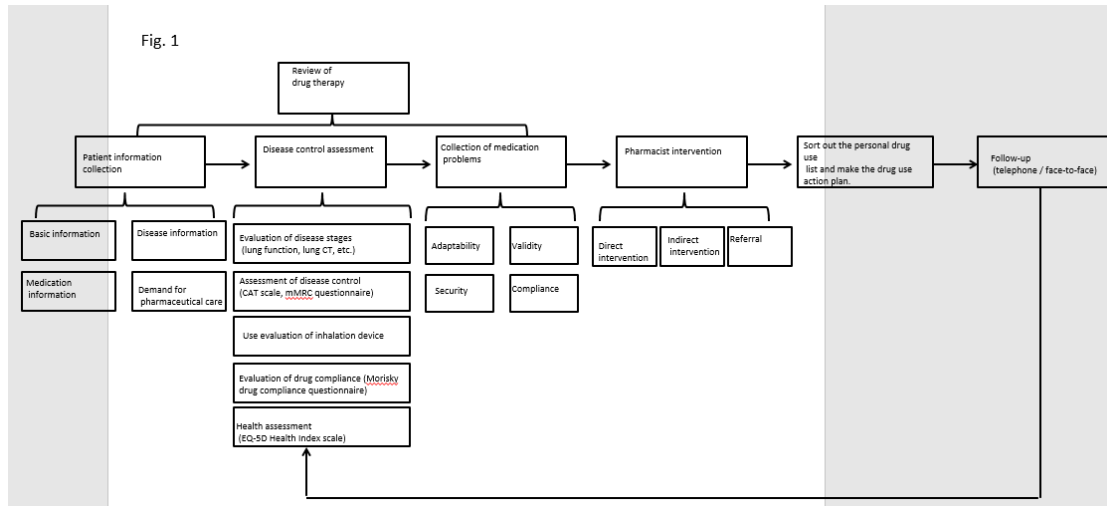 Fig. 1
Review of
drug therapy
Patient information
collection
Disease control assessment
Collection of medication
problems
Pharmacist intervention
Sort out the personal drug
use
list and make the drug use
action plan.
Follow-up
(telephone / face-to-face)
Basic information
Disease information
Medication
information
Demand for
pharmaceutical care
Evaluation of disease stages
(lung function, lung CT, etc.)
Assessment of disease control
(CAT scale, mMRC questionnaire)
Use evaluation of inhalation device
Evaluation of drug compliance (Morisky
drug compliance questionnaire)
Health assessment
(EQ-5D Health Index scale)
Adaptability
Validity
Security
Compliance
Direct
intervention
Indirect
intervention
Referral